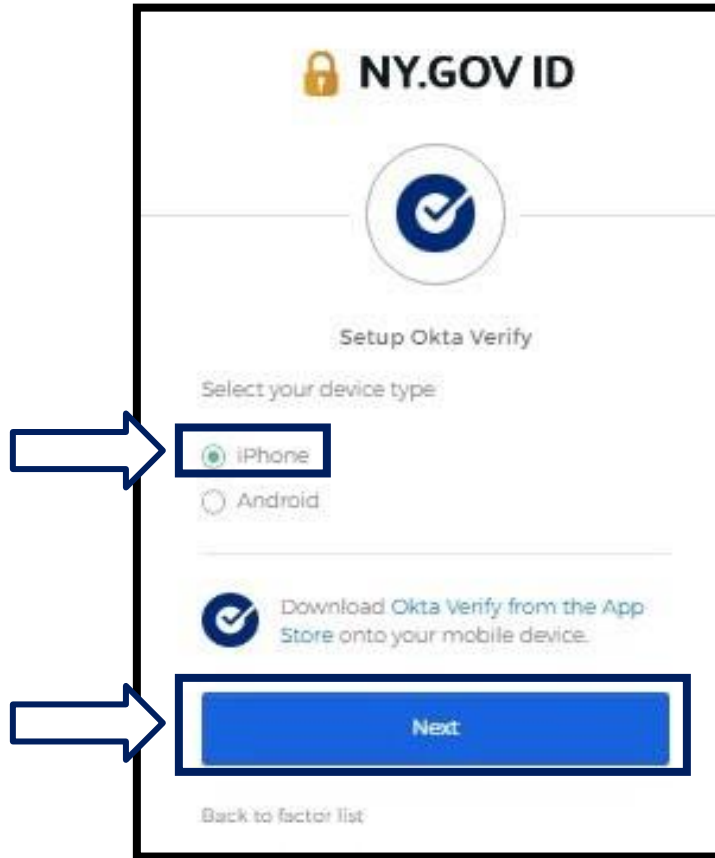 NY.GOV ID
Setup Okta Verify
Select your device type
iPhone
Android
Download Okta Verify from the App
Store onto your mobile device.
Next
Back to factor list